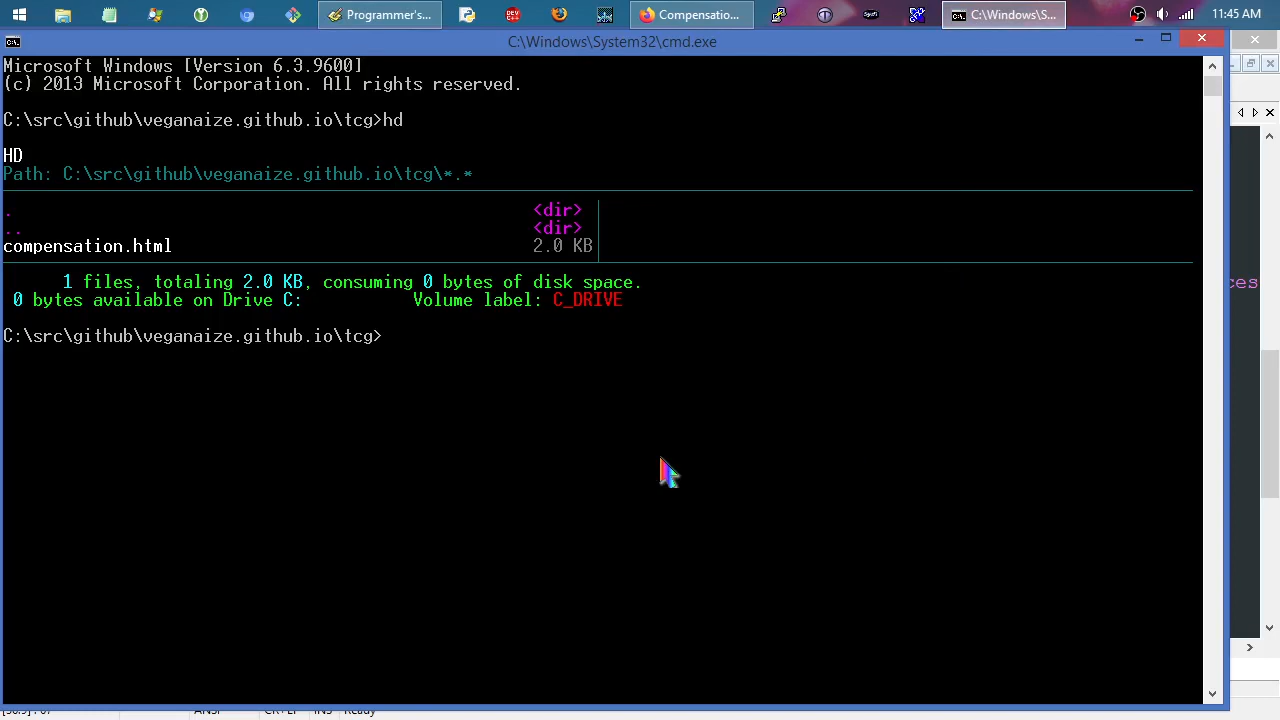 Programmer's...
Compensatio...
C:\Windows\S...
11:45 AM
C:\Windows\System32\cmd.exe
Microsoft Windows [Version 6.3.9600]
(c) 2013 Microsoft Corporation. All rights reserved.
C:\src\github\veganaize.github.io\tcg>hd
HD
Path: C:\src\github\veganaize.github.io\tcg\*.*
. <dir>
.. <dir>
compensation.html 2.0 KB
1 files, totaling 2.0 KB, consuming 0 bytes of disk space.
0 bytes available on Drive C: Volume label: C_DRIVE
C:\src\github\veganaize.github.io\tcg>
ces
ANSI CR+LF INS Ready